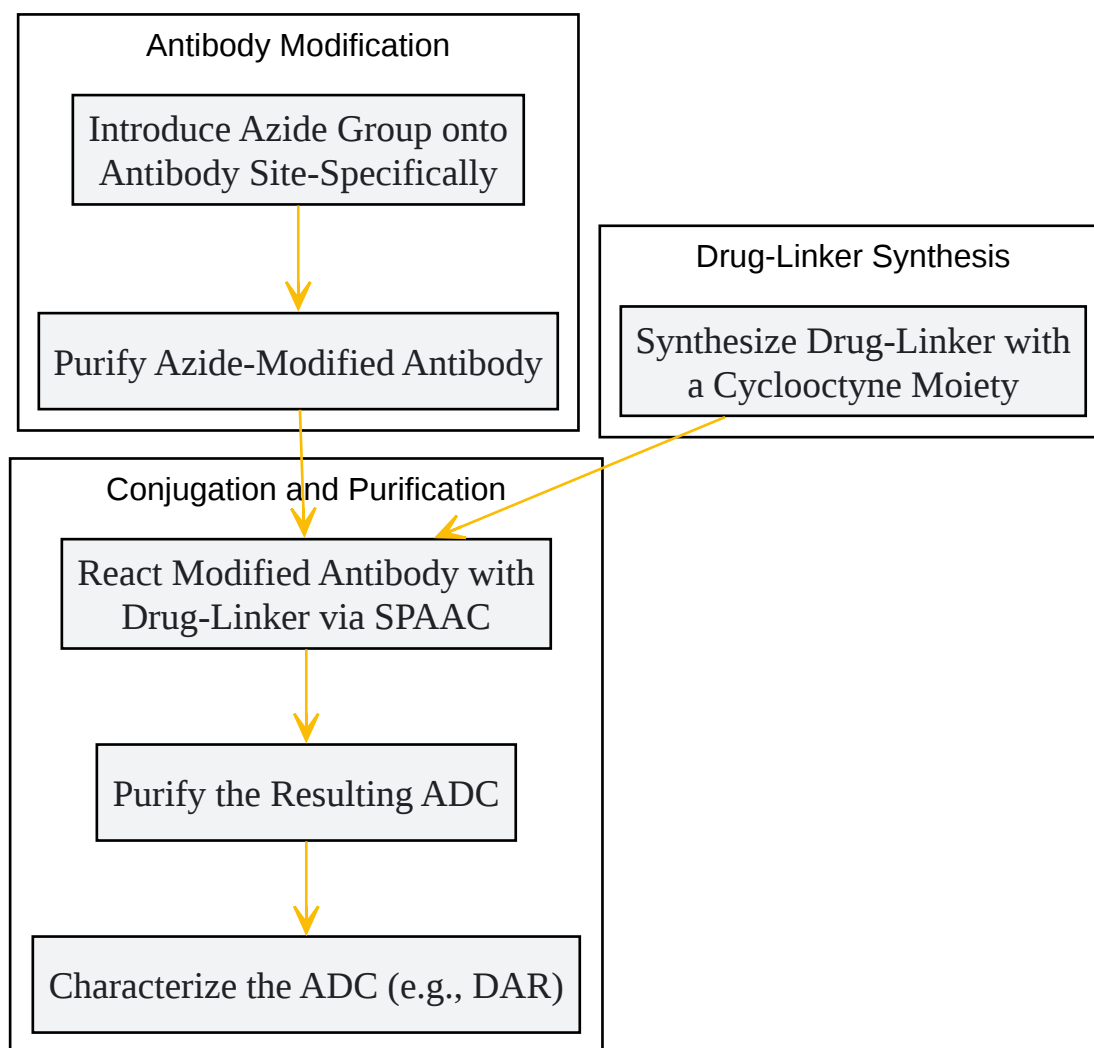 Antibody Modification
Introduce Azide Group onto
Antibody Site-Specifically
Purify Azide-Modified Antibody
Drug-Linker Synthesis
Synthesize Drug-Linker with
a Cyclooctyne Moiety
Conjugation and Purification
React Modified Antibody with
Drug-Linker via SPAAC
Purify the Resulting ADC
Characterize the ADC (e.g., DAR)